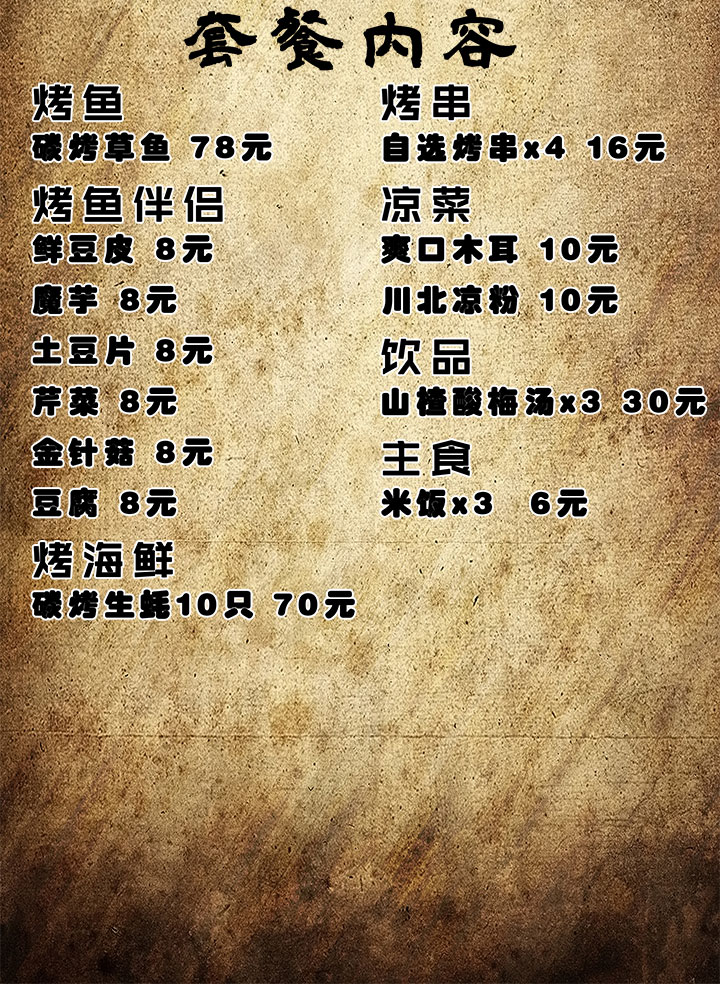 套餐内容
烤鱼
碳烤草鱼 78元
烤鱼伴侣
鲜豆皮 8元
魔芋 8元
土豆片 8元
芹菜 8元
金针菇 8元
豆腐 8元
烤海鲜
碳烤生蚝10只 70元
烤串
自选烤串x4 16元
凉菜
爽口木耳 10元
川北凉粉 10元
饮品
山楂酸梅汤x3 30元
主食
米饭x3 6元